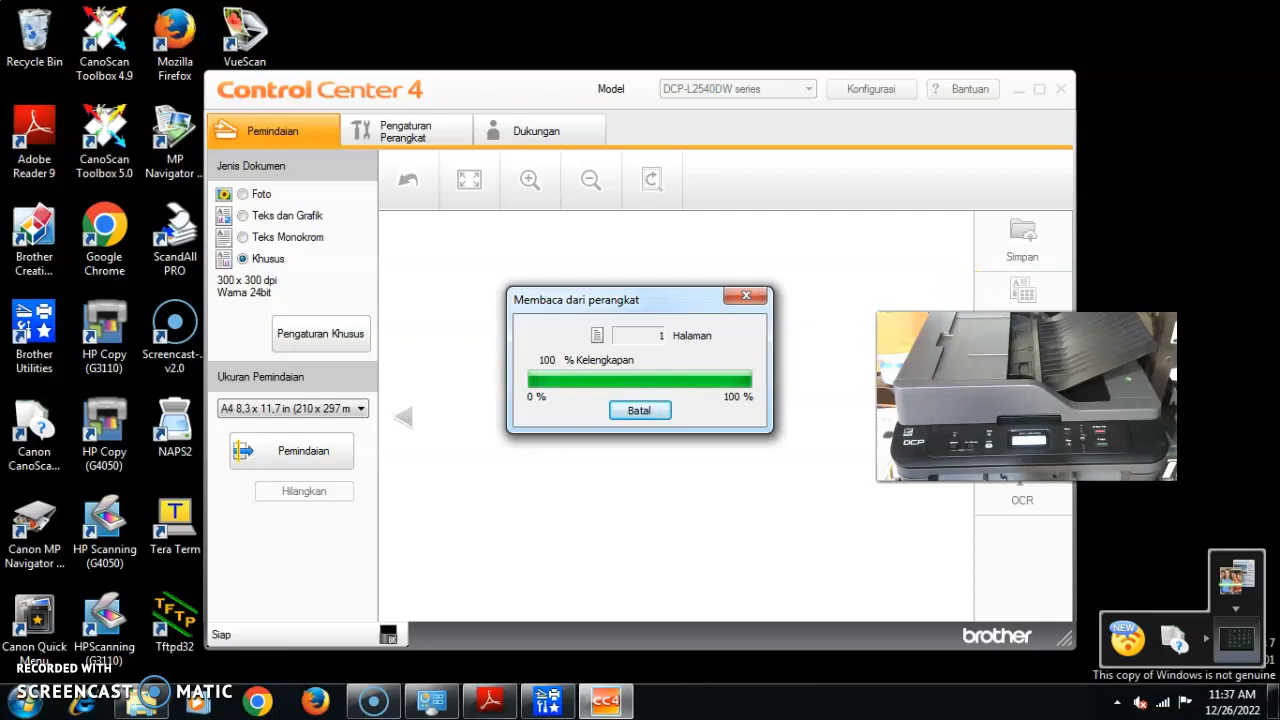 Recycle Bin
CanoScan
Toolbox 4.9
Mozilla
Firefox
VueScan
Adobe
Reader 9
CanoScan
Toolbox 5.0
MP
Navigator ...
Brother
Creati...
Google
Chrome
ScandAll
PRO
Brother
Utilities
HP Copy
(G3110)
Screencast-...
v2.0
Canon
CanoSca...
HP Copy
(G4050)
NAPS2
Canon MP
Navigator ...
HP Scanning
(G4050)
Tera Term
Canon Quick
Menu
HPScanning
(G3110)
Tftpd32
Control Center 4
Model
DCP-L2540DW series
Konfigurasi
? Bantuan
Pemindaian
Pengaturan
Perangkat
Dukungan
Jenis Dokumen
Foto
Teks dan Grafik
Teks Monokrom
Khusus
300 x 300 dpi
Warna 24bit
Pengaturan Khusus
Ukuran Pemindaian
A4 8,3 x 11,7 in (210 x 297 m
Pemindaian
Hilangkan
Siap
Simpan
OCR
brother
Membaca dari perangkat
1 Halaman
100 % Kelengkapan
0 % 100 %
Batal
DCP
NEW
This copy of Windows is not genuine
RECORDED WITH
SCREENCAST MATIC
CC4
11:37 AM
12/26/2022